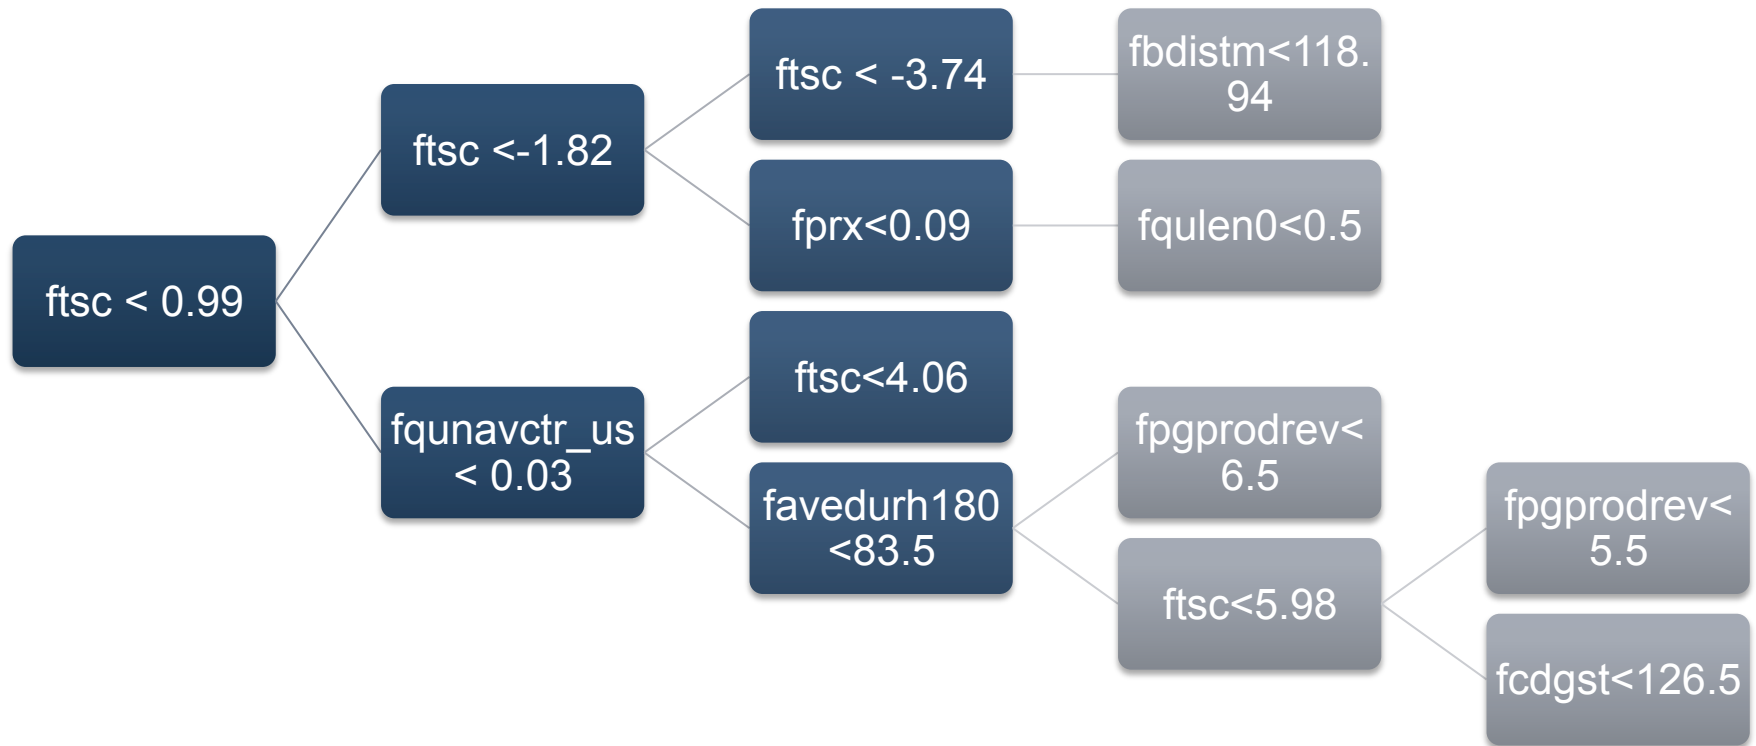 ftsc < 0.99
ftsc <-1.82
fqunavctr_us
< 0.03
ftsc < -3.74
fprx<0.09
ftsc<4.06
favedurh180
<83.5
fbdistm<118.
94
fqulen0<0.5
fpgprodrev<
6.5
ftsc<5.98
fpgprodrev<
5.5
fcdgst<126.5